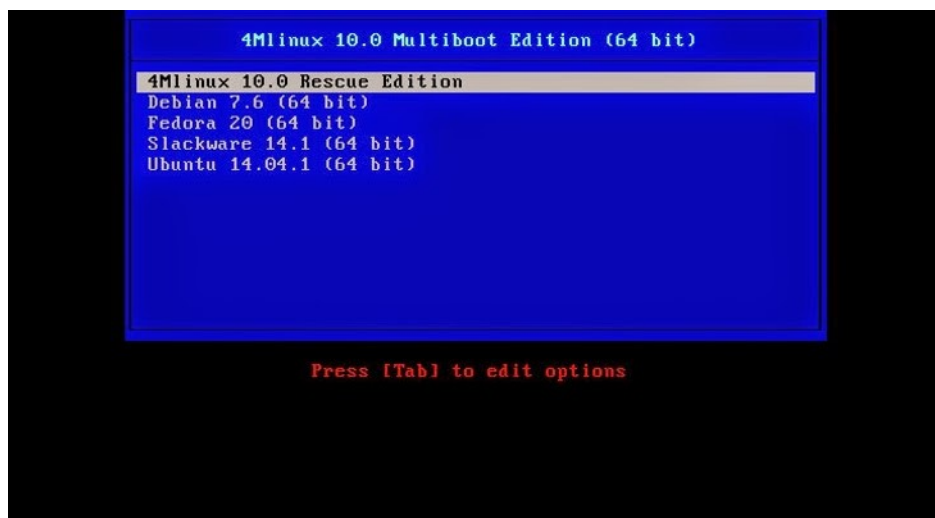 4Mlinux 10.0 Multiboot Edition (64 bit)
4Mlinux 10.0 Rescue Edition
Debian 7.6 (64 bit)
Fedora 20 (64 bit)
Slackware 14.1 (64 bit)
Ubuntu 14.04.1 (64 bit)
Press [Tab] to edit options